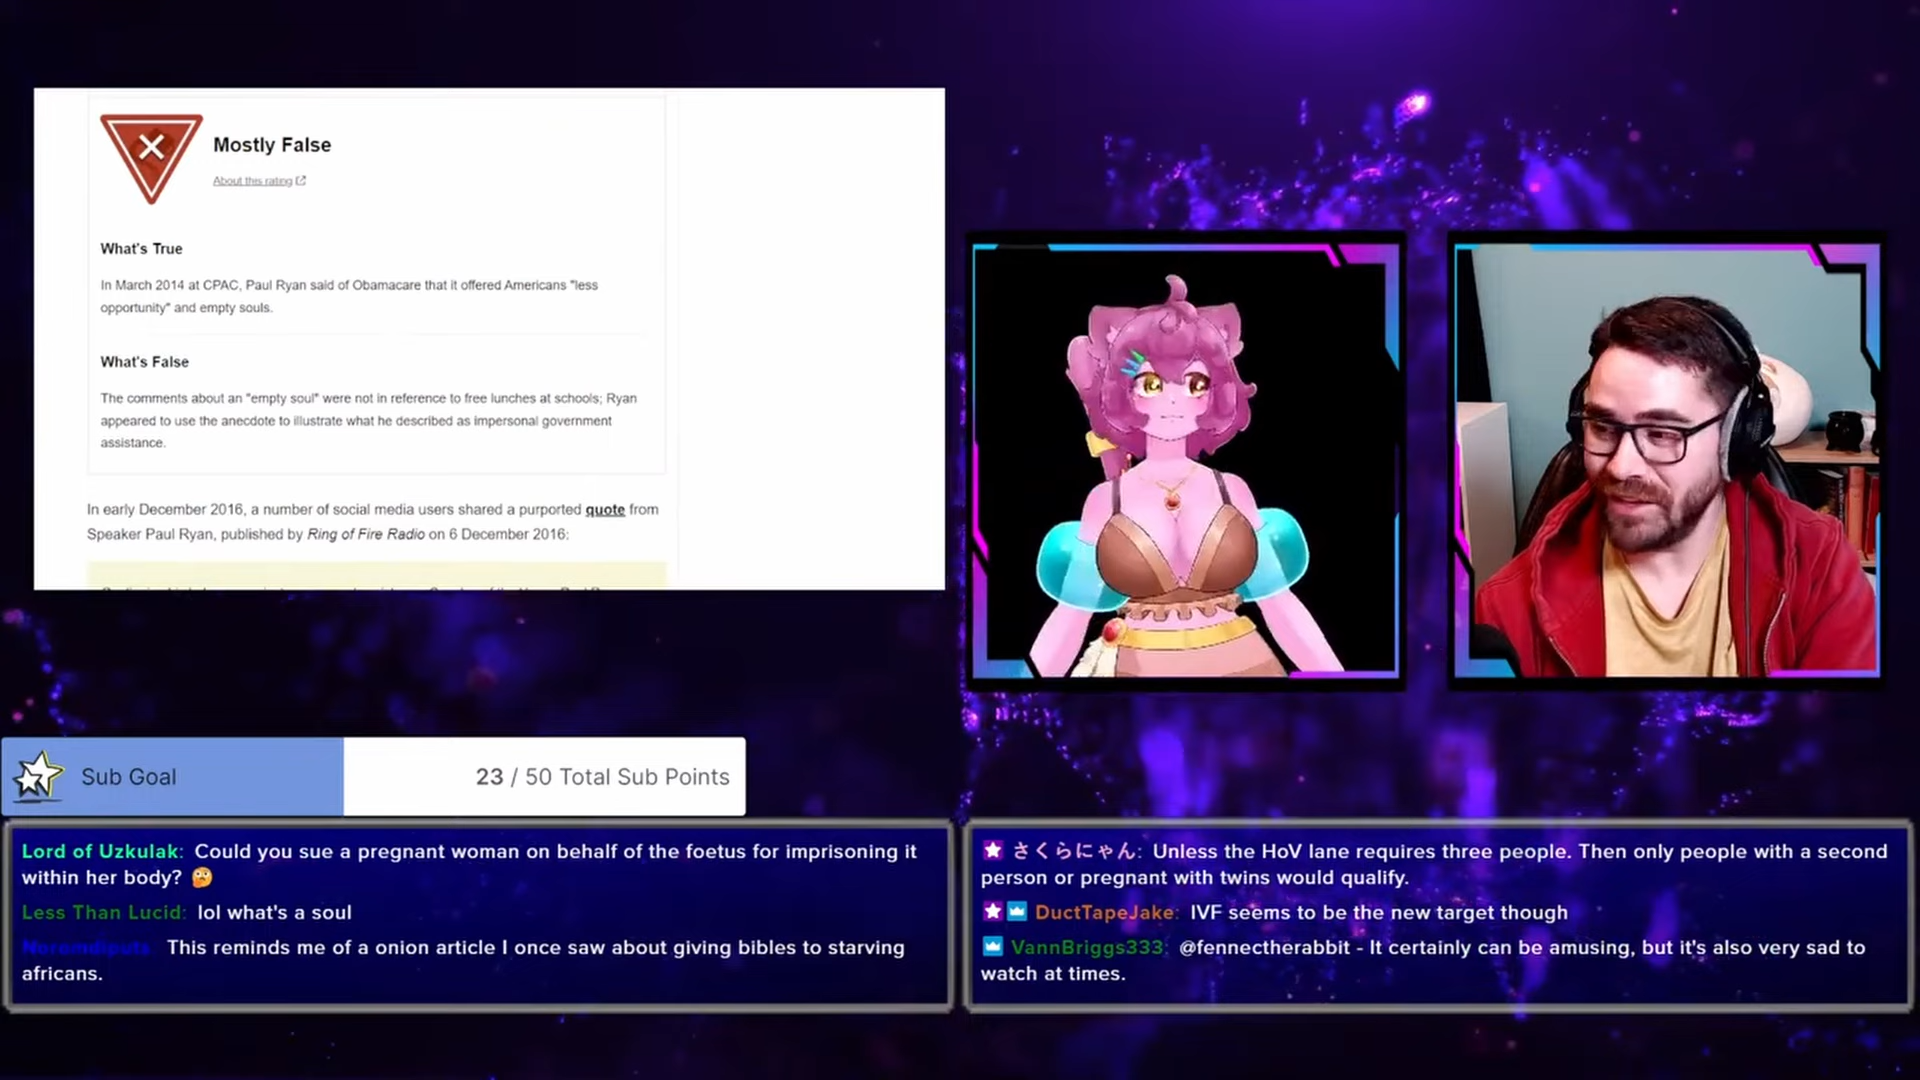 Mostly False
About this rating
What's True
In March 2014 at CPAC, Paul Ryan said of Obamacare that it offered Americans "less
opportunity" and empty souls.
What's False
The comments about an "empty soul" were not in reference to free lunches at schools; Ryan
appeared to use the anecdote to illustrate what he described as impersonal government
assistance.
In early December 2016, a number of social media users shared a purported quote from
Speaker Paul Ryan, published by Ring of Fire Radio on 6 December 2016:
Sub Goal
23 / 50 Total Sub Points
Lord of Uzkulak: Could you sue a pregnant woman on behalf of the foetus for imprisoning it
within her body? 🤔
Less Than Lucid: lol what's a soul
This reminds me of a onion article I once saw about giving bibles to starving
africans.
さくらにゃん: Unless the HoV lane requires three people. Then only people with a second
person or pregnant with twins would qualify.
DuctTapeJake: IVF seems to be the new target though
VannBriggs333: @fennectherabbit - It certainly can be amusing, but it's also very sad to
watch at times.